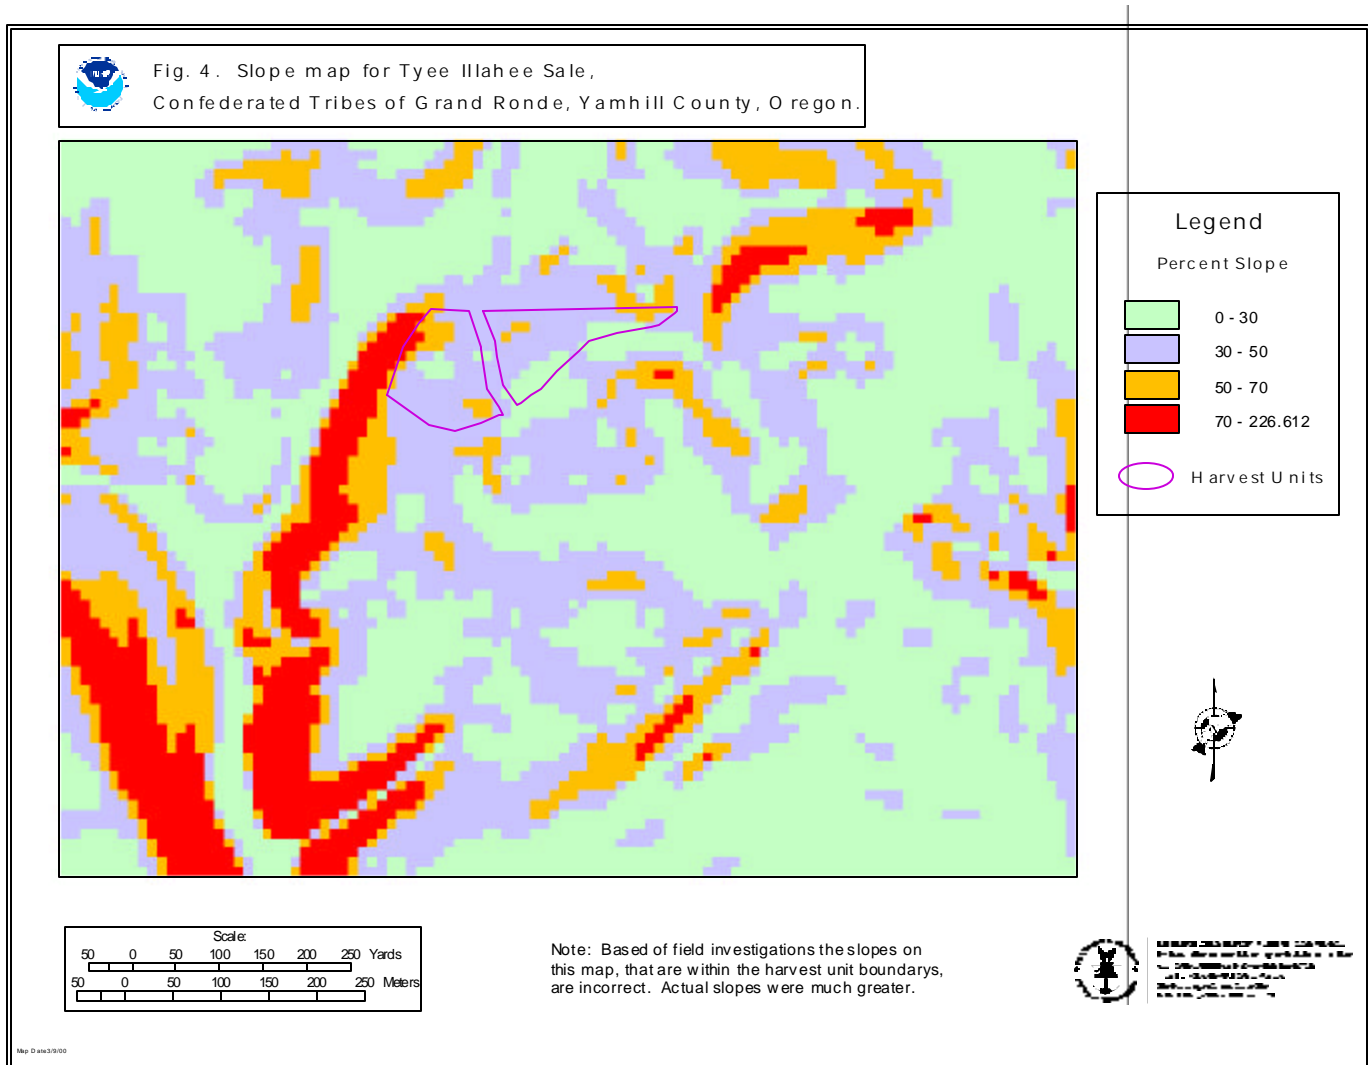 Fig. 4. Slope map for Tyee Illahee Sale,
Confederated Tribes of Grand Ronde, Yamhill County, Oregon.
Legend
Percent Slope
0 - 30
30 - 50
50 - 70
70 - 226.612
Harvest Units
Scale:
50 0 50 100 150 200 250 Yards
50 0 50 100 150 200 250 Meters
Note: Based of field investigations the slopes on
this map, that are within the harvest unit boundarys,
are incorrect. Actual slopes were much greater.
Map Date3/9/00